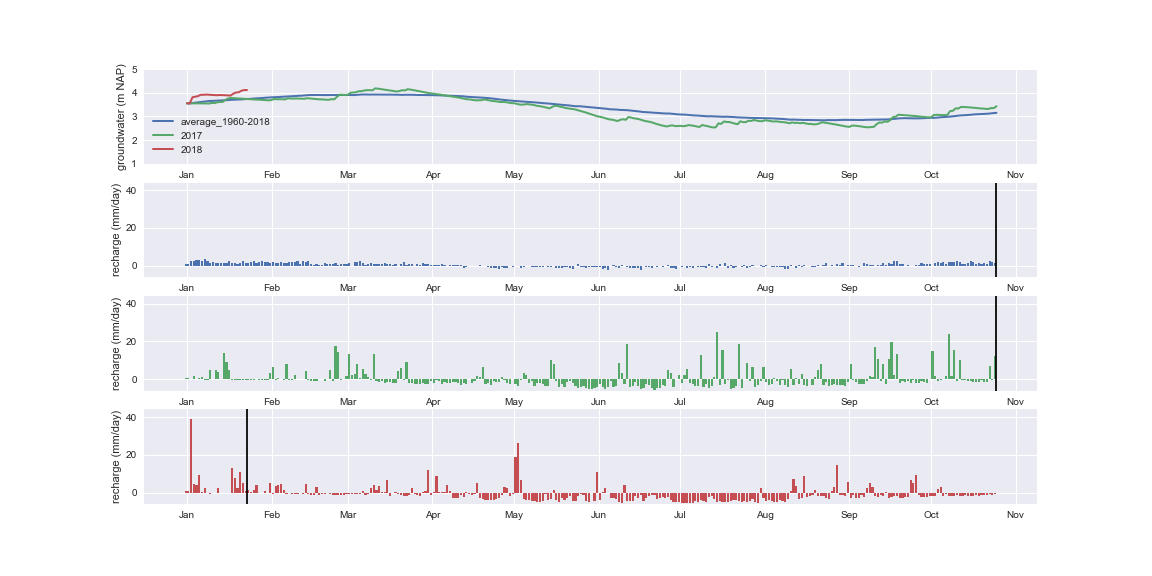 groundwater (m NAP)
5
4
3
2
1
average_1960-2018
2017
2018
Jan Feb Mar Apr May Jun Jul Aug Sep Oct Nov
recharge (mm/day)
40
20
0
Jan Feb Mar Apr May Jun Jul Aug Sep Oct Nov
recharge (mm/day)
40
20
0
Jan Feb Mar Apr May Jun Jul Aug Sep Oct Nov
recharge (mm/day)
40
20
0
Jan Feb Mar Apr May Jun Jul Aug Sep Oct Nov